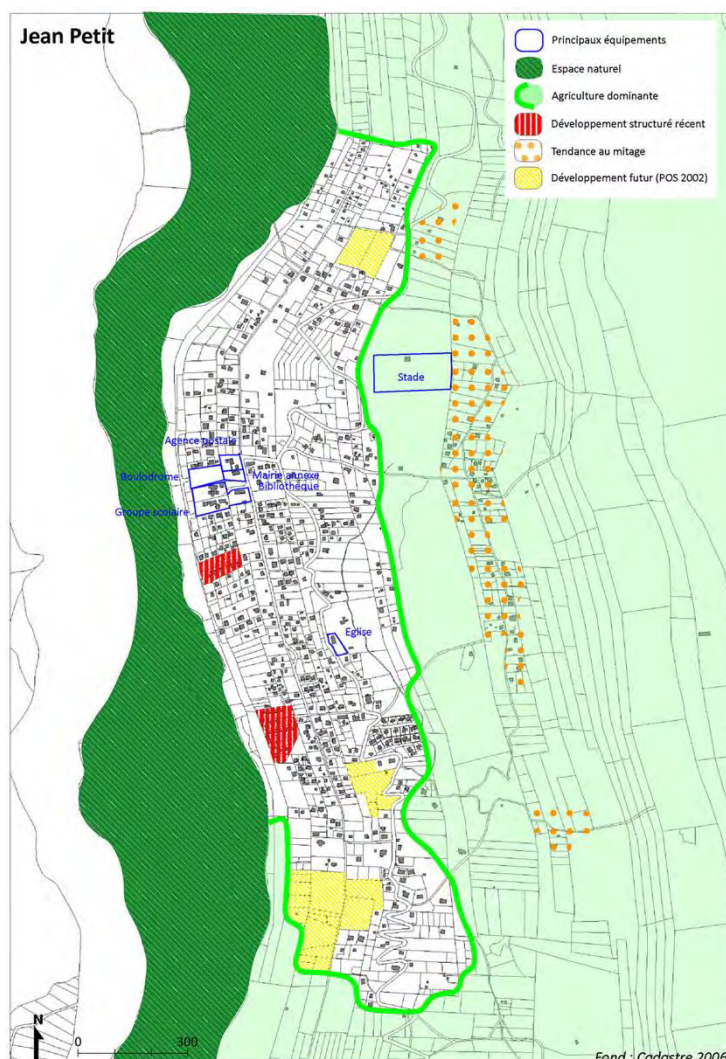 Jean Petit
Principaux équipements
Espace naturel
Agriculture dominante
Développement structuré récent
Tendance au mitage
Développement futur (POS 2002)
Stade
Agence postale
Boulodrome
Mairie annexe
Bibliothèque
Groupe scolaire
Eglise
N
0 300
Fond : Cadastre 2006